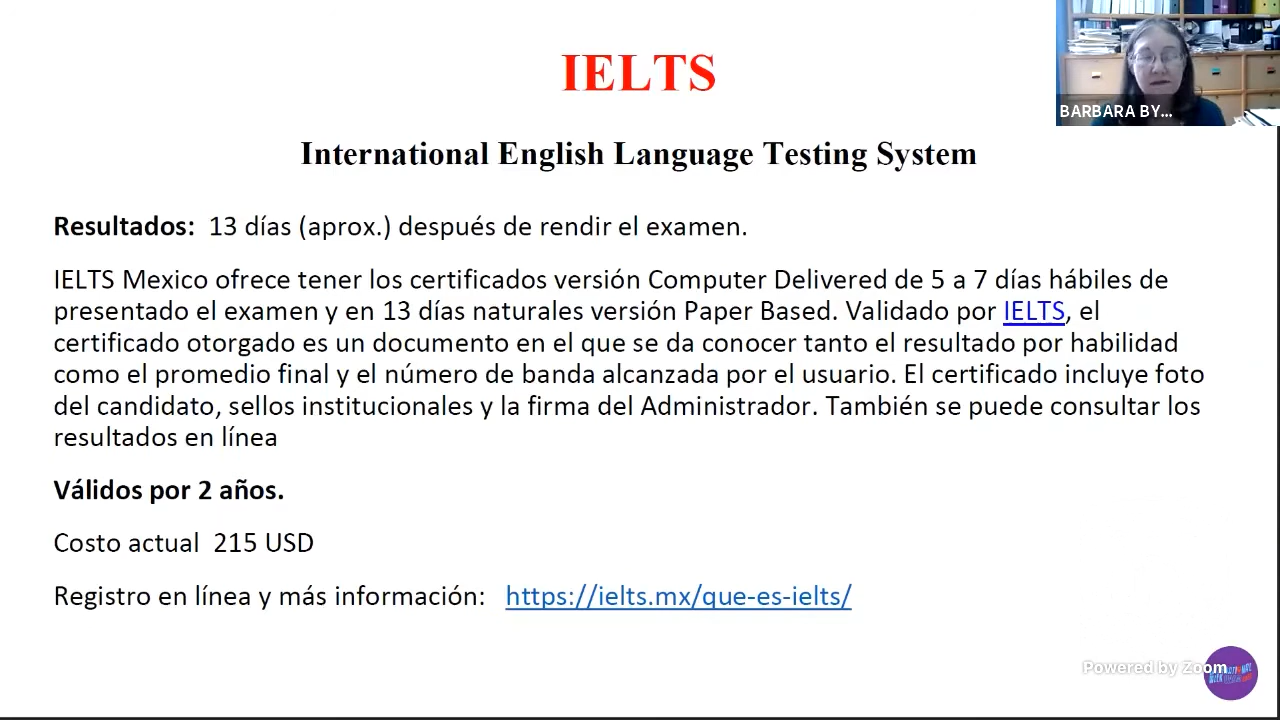 IELTS
BARBARA BY...
International English Language Testing System
Resultados: 13 días (aprox.) después de rendir el examen.
IELTS Mexico ofrece tener los certificados versión Computer Delivered de 5 a 7 días hábiles de
presentado el examen y en 13 días naturales versión Paper Based. Validado por IELTS, el
certificado otorgado es un documento en el que se da conocer tanto el resultado por habilidad
como el promedio final y el número de banda alcanzada por el usuario. El certificado incluye foto
del candidato, sellos institucionales y la firma del Administrador. También se puede consultar los
resultados en línea
Válidos por 2 años.
Costo actual 215 USD
Registro en línea y más información: https://ielts.mx/que-es-ielts/
Powered by Zoom